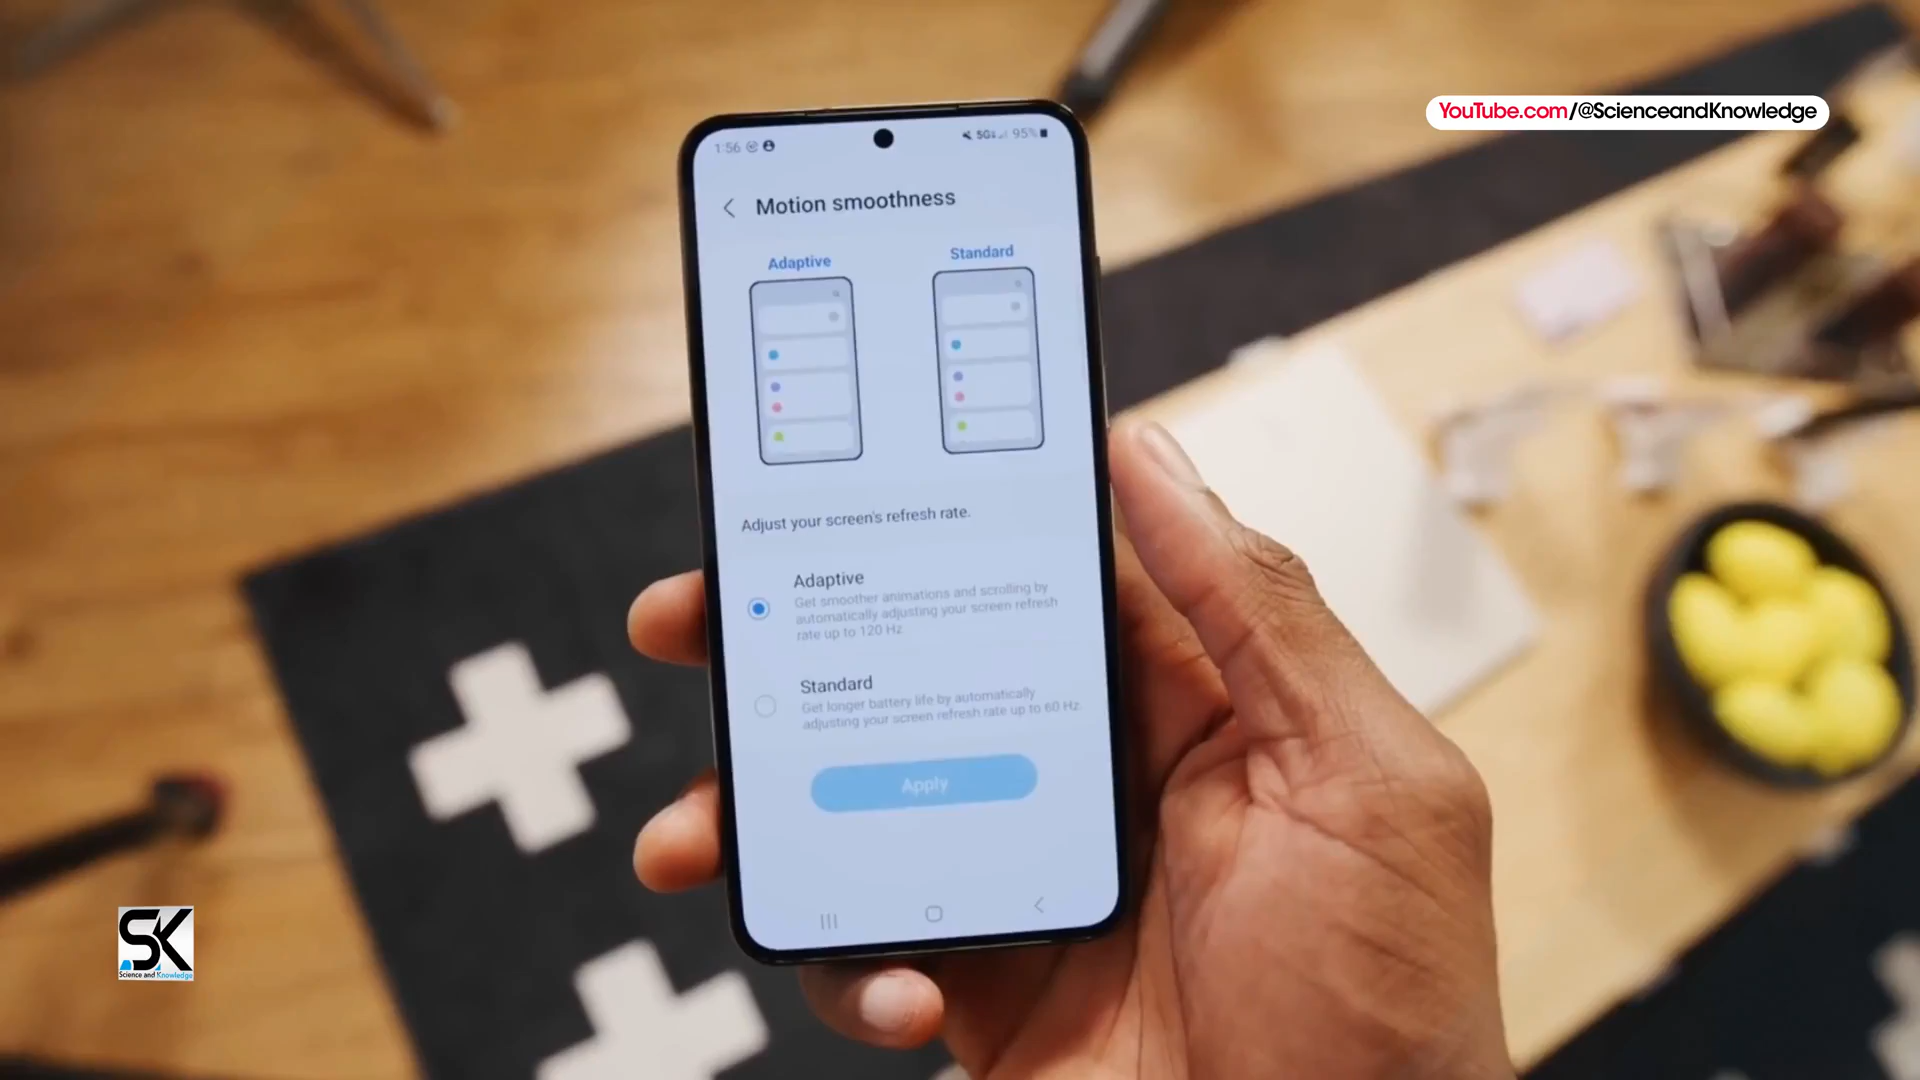 YouTube.com/@ScienceandKnowledge
1:56
5G 95%
Motion smoothness
Adaptive
Standard
Adjust your screen's refresh rate.
Adaptive
Get smoother animations and scrolling by
automatically adjusting your screen refresh
rate up to 120 Hz
Standard
Get longer battery life by automatically
adjusting your screen refresh rate up to 60 Hz.
Apply
SK
Science and Knowledge